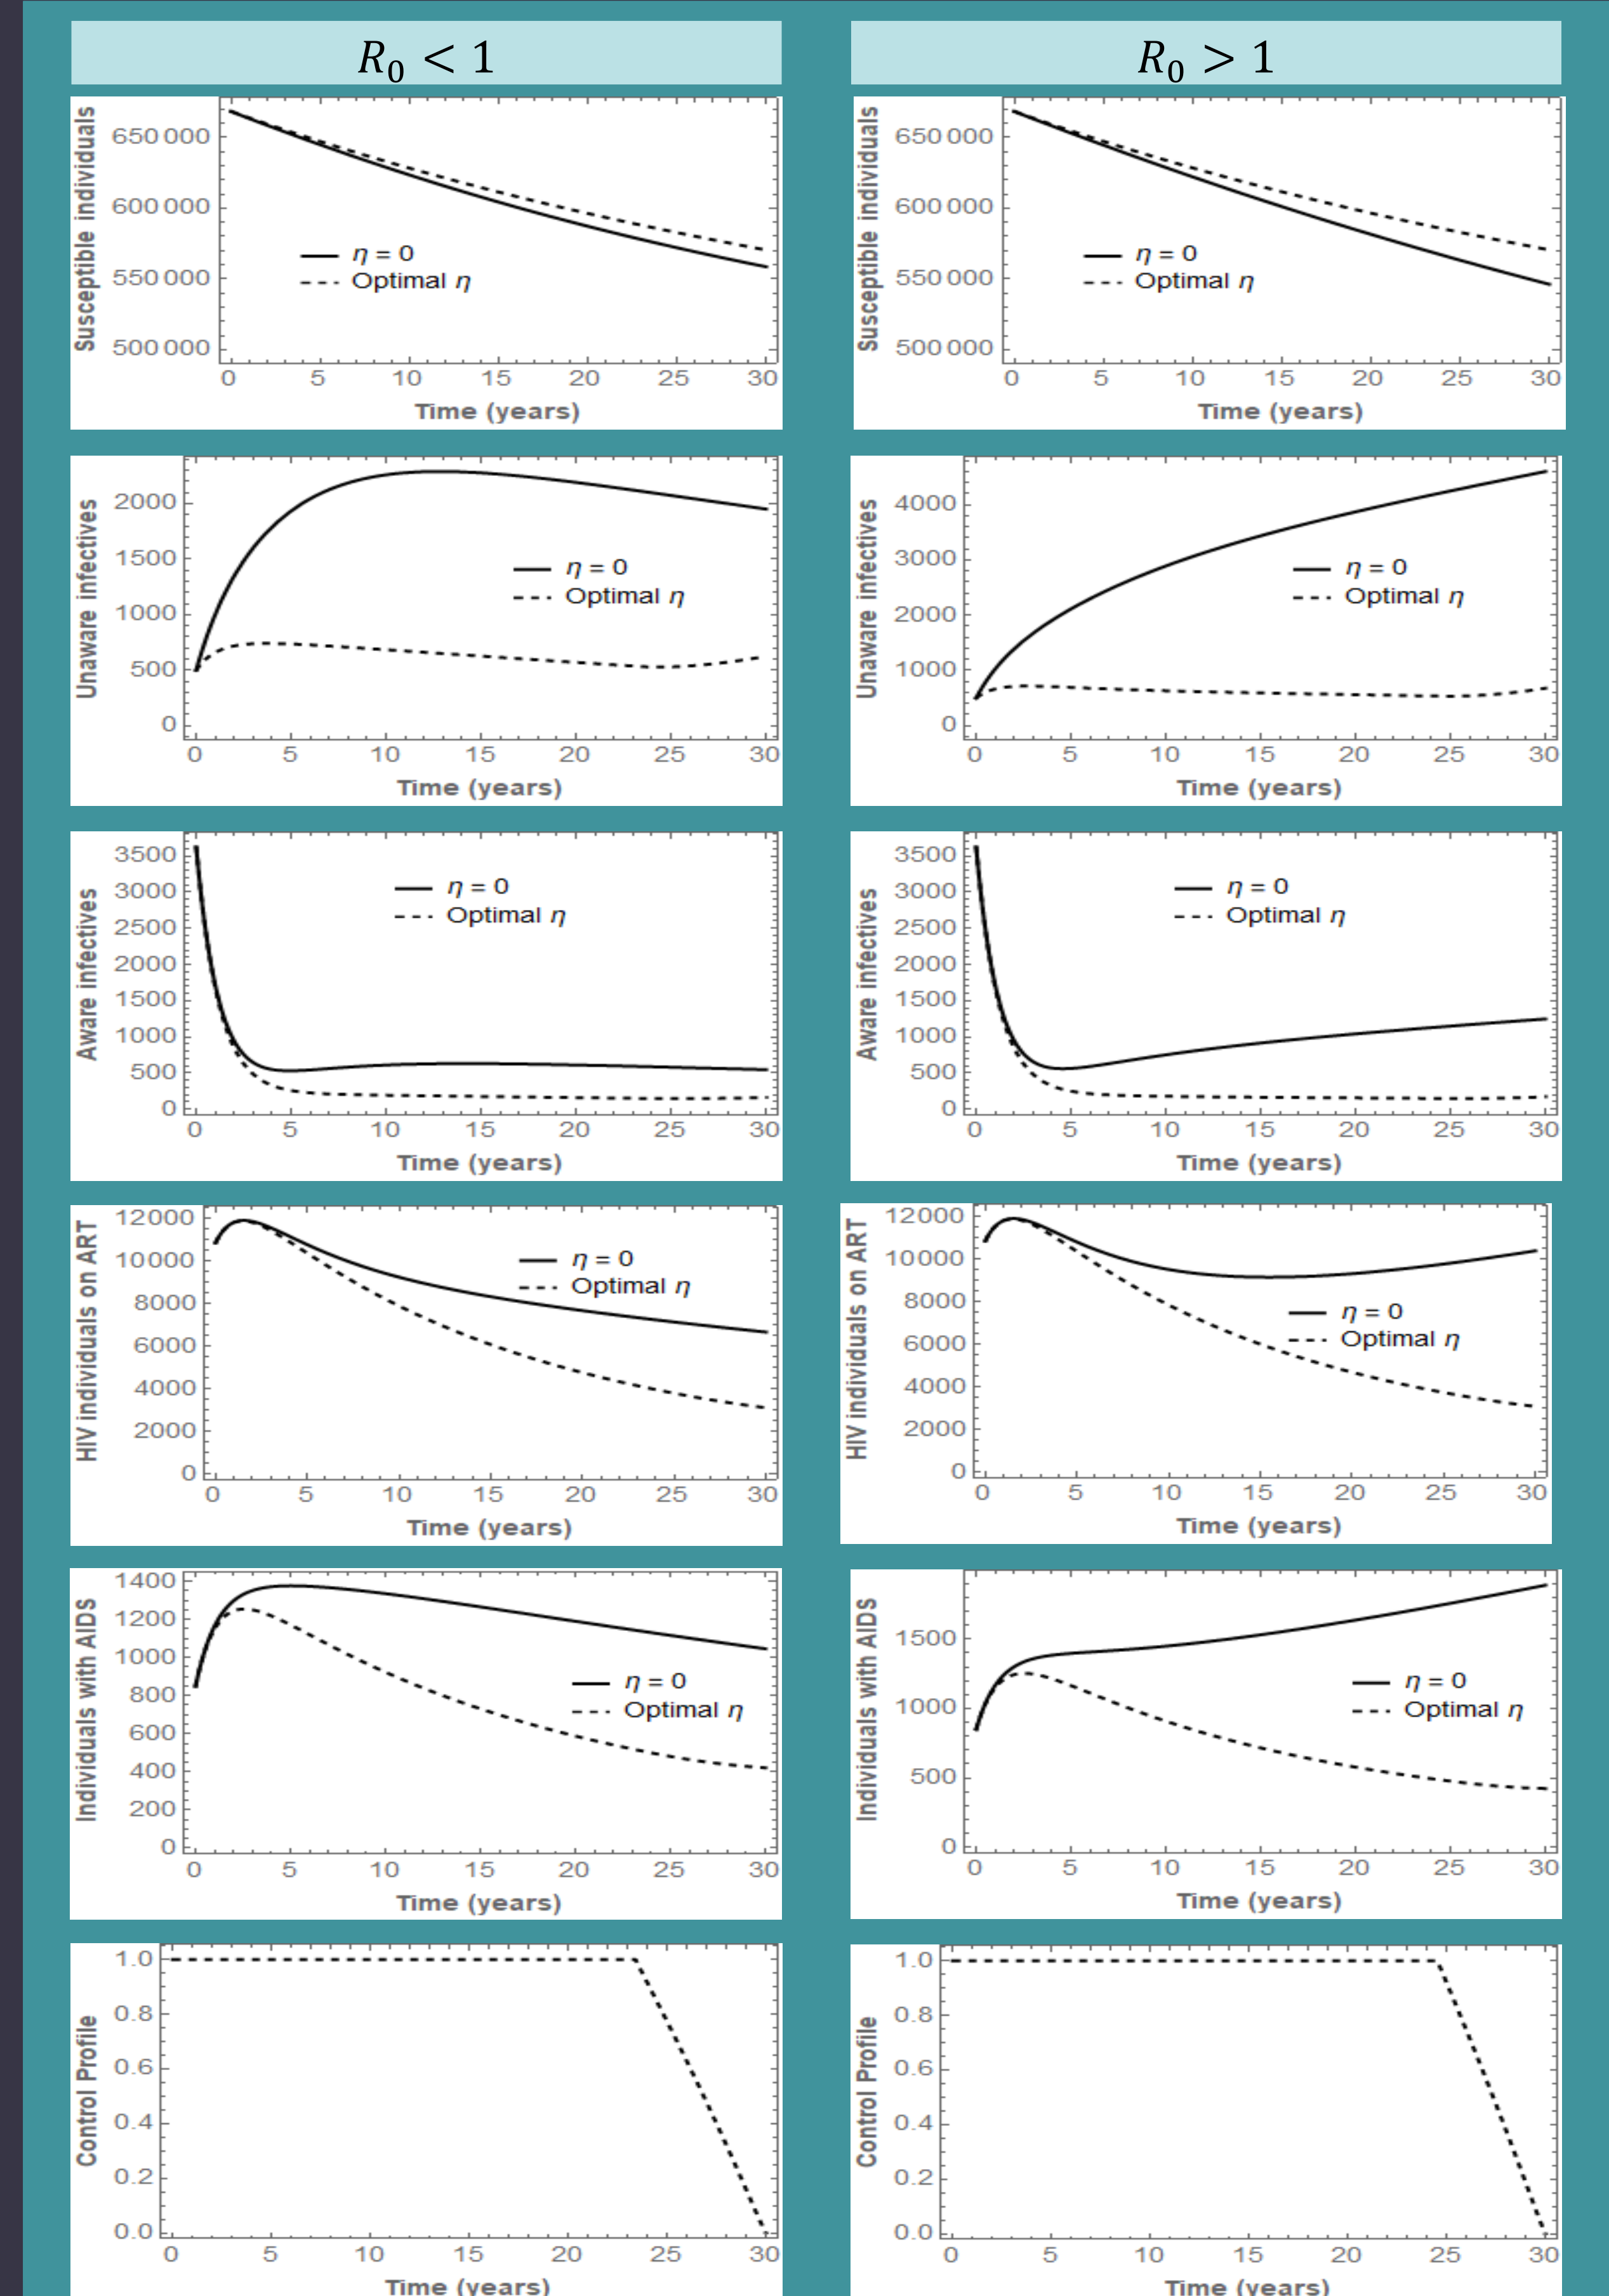 R₀ < 1
R₀ > 1
Susceptible individuals
650 000
600 000
550 000
500 000
η = 0
Optimal η
0 5 10 15 20 25 30
Time (years)
Susceptible individuals
650 000
600 000
550 000
500 000
η = 0
Optimal η
0 5 10 15 20 25 30
Time (years)
Unaware infectives
2000
1500
1000
500
0
η = 0
Optimal η
0 5 10 15 20 25 30
Time (years)
Unaware infectives
4000
3000
2000
1000
0
η = 0
Optimal η
0 5 10 15 20 25 30
Time (years)
Aware infectives
3500
3000
2500
2000
1500
1000
500
0
η = 0
Optimal η
0 5 10 15 20 25 30
Time (years)
Aware infectives
3500
3000
2500
2000
1500
1000
500
0
η = 0
Optimal η
0 5 10 15 20 25 30
Time (years)
HIV individuals on ART
12 000
10 000
8000
6000
4000
2000
0
η = 0
Optimal η
0 5 10 15 20 25 30
Time (years)
HIV individuals on ART
12 000
10 000
8000
6000
4000
2000
0
η = 0
Optimal η
0 5 10 15 20 25 30
Time (years)
Individuals with AIDS
1400
1200
1000
800
600
400
200
0
η = 0
Optimal η
0 5 10 15 20 25 30
Time (years)
Individuals with AIDS
1500
1000
500
0
η = 0
Optimal η
0 5 10 15 20 25 30
Time (years)
Control Profile
1.0
0.8
0.6
0.4
0.2
0.0
0 5 10 15 20 25 30
Time (years)
Control Profile
1.0
0.8
0.6
0.4
0.2
0.0
0 5 10 15 20 25 30
Time (years)